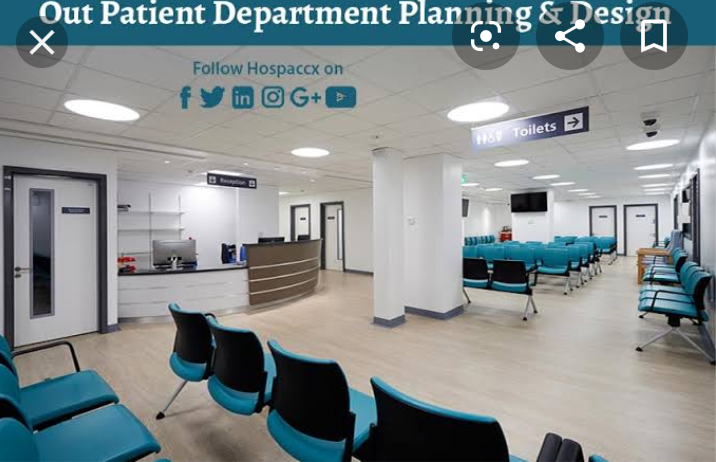 Out Patient Department Planning & Design
Follow Hospaccx on
Toilets
Reception